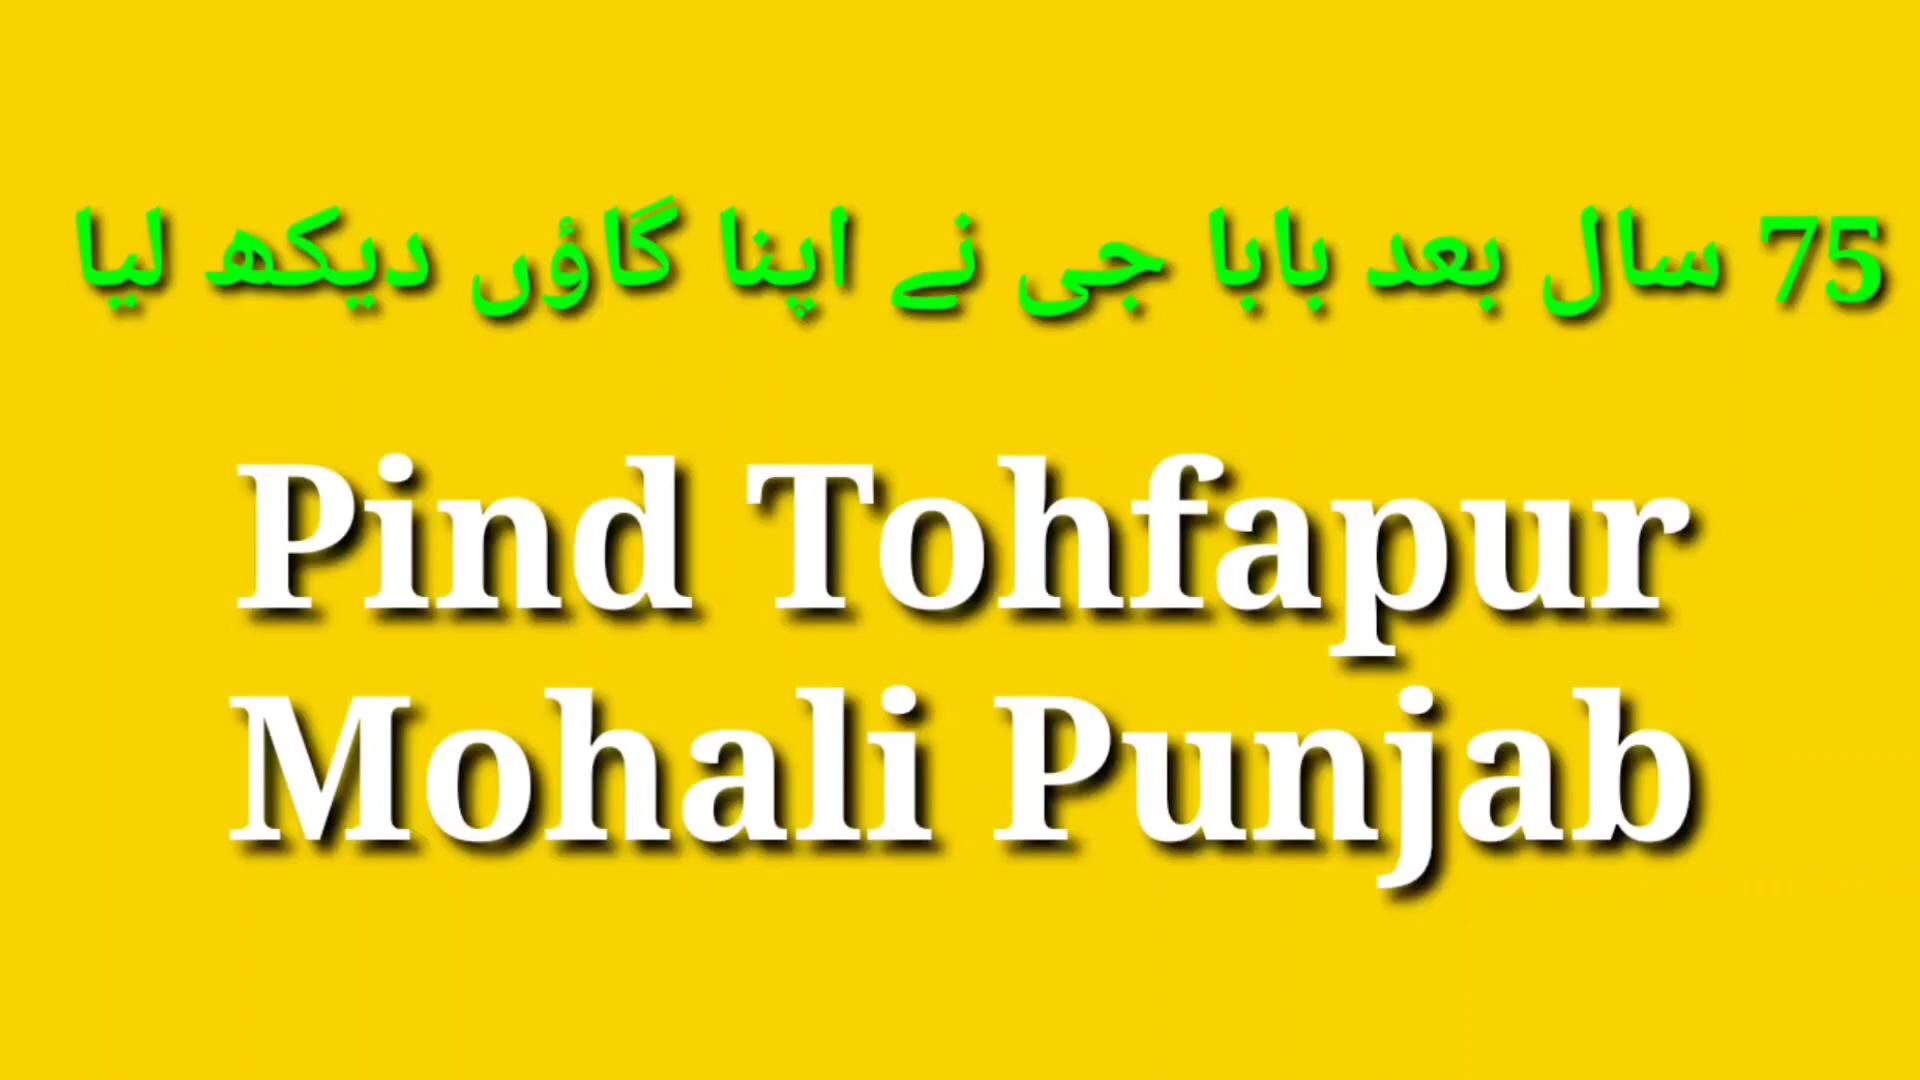 75 سال بعد بابا جی نے اپنا گاؤں دیکھ لیا
Pind Tohfapur
Mohali Punjab